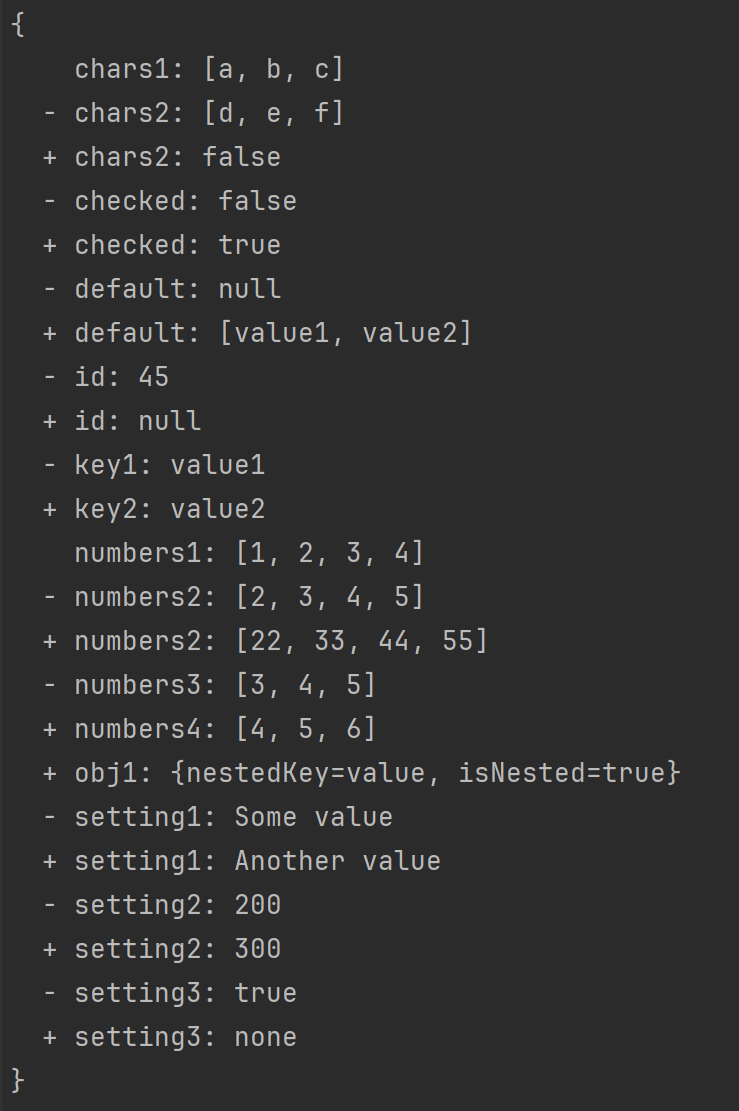 {
    chars1: [a, b, c]
  - chars2: [d, e, f]
  + chars2: false
  - checked: false
  + checked: true
  - default: null
  + default: [value1, value2]
  - id: 45
  + id: null
  - key1: value1
  + key2: value2
    numbers1: [1, 2, 3, 4]
  - numbers2: [2, 3, 4, 5]
  + numbers2: [22, 33, 44, 55]
  - numbers3: [3, 4, 5]
  + numbers4: [4, 5, 6]
  + obj1: {nestedKey=value, isNested=true}
  - setting1: Some value
  + setting1: Another value
  - setting2: 200
  + setting2: 300
  - setting3: true
  + setting3: none
}